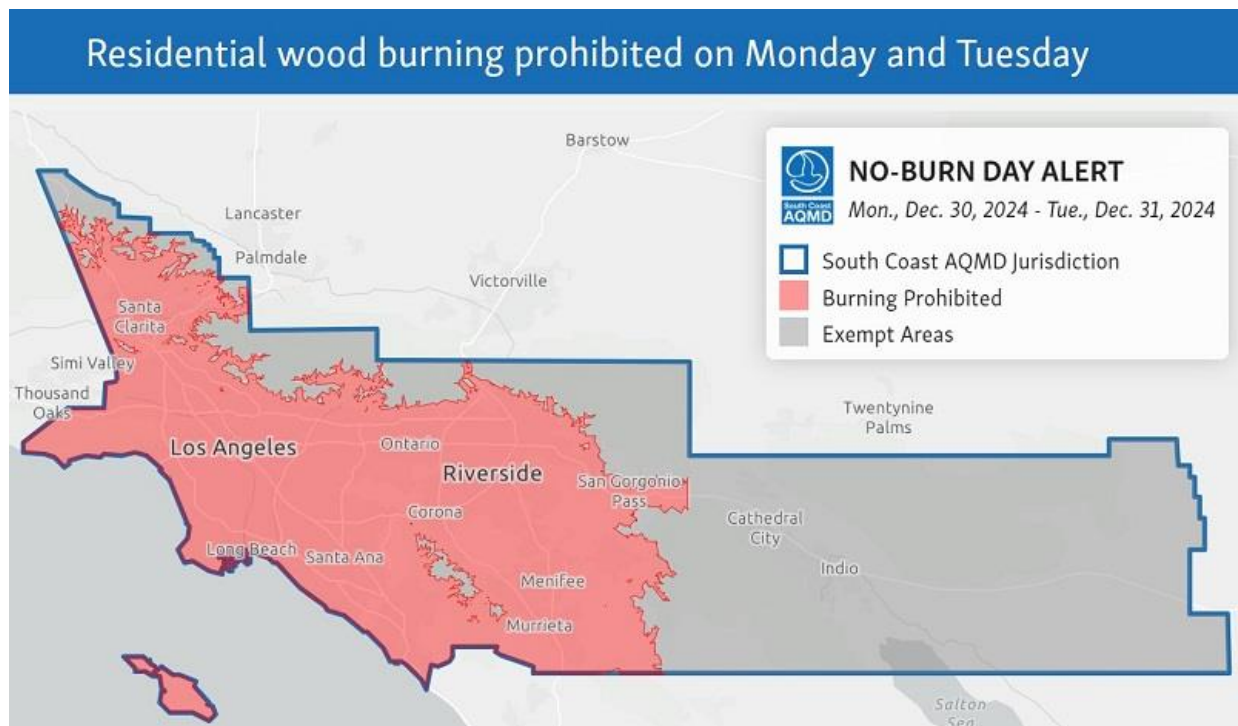 Residential wood burning prohibited on Monday and Tuesday
NO-BURN DAY ALERT
South Coast
AQMD
Mon., Dec. 30, 2024 - Tue., Dec. 31, 2024
South Coast AQMD Jurisdiction
Burning Prohibited
Exempt Areas
Barstow
Lancaster
Palmdale
Victorville
Santa
Clarita
Simi Valley
Thousand
Oaks
Twentynine
Palms
Los Angeles
Ontario
Riverside
San Gorgonio
Pass
Corona
Cathedral
City
Long Beach
Santa Ana
Indio
Menifee
Murrieta
Salton
Sea